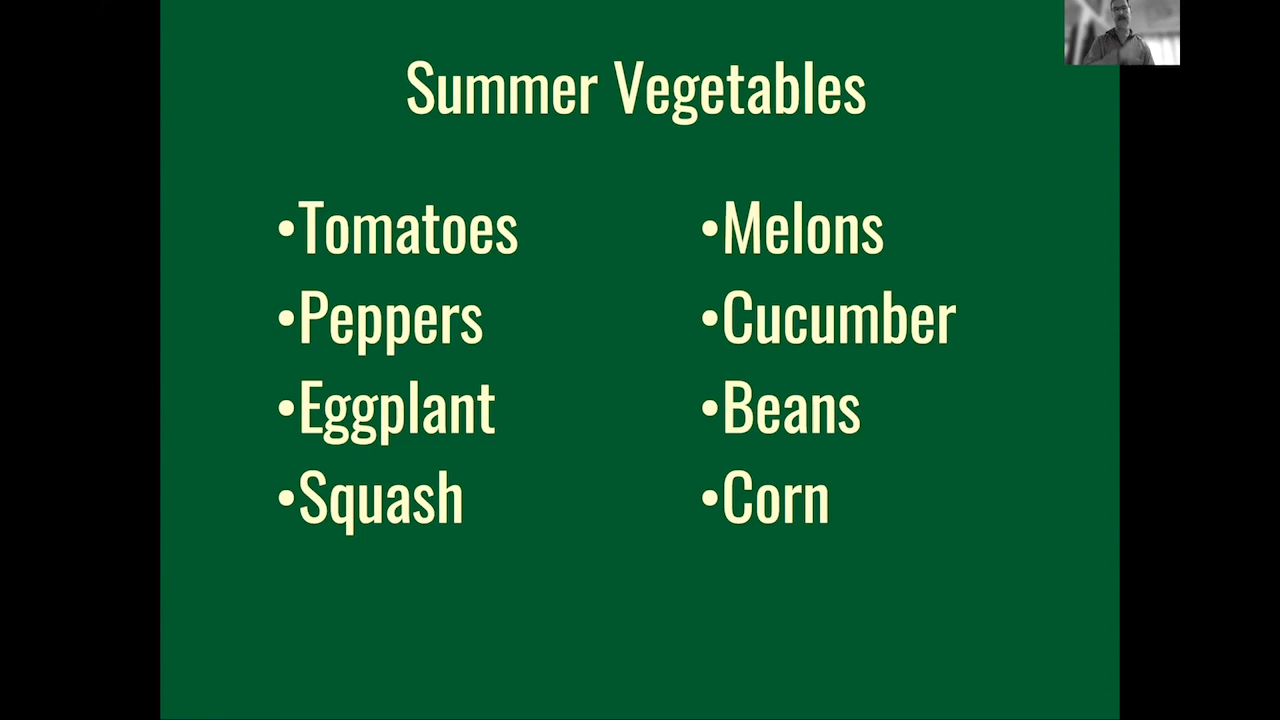 Summer Vegetables
•Tomatoes
•Peppers
•Eggplant
•Squash
•Melons
•Cucumber
•Beans
•Corn